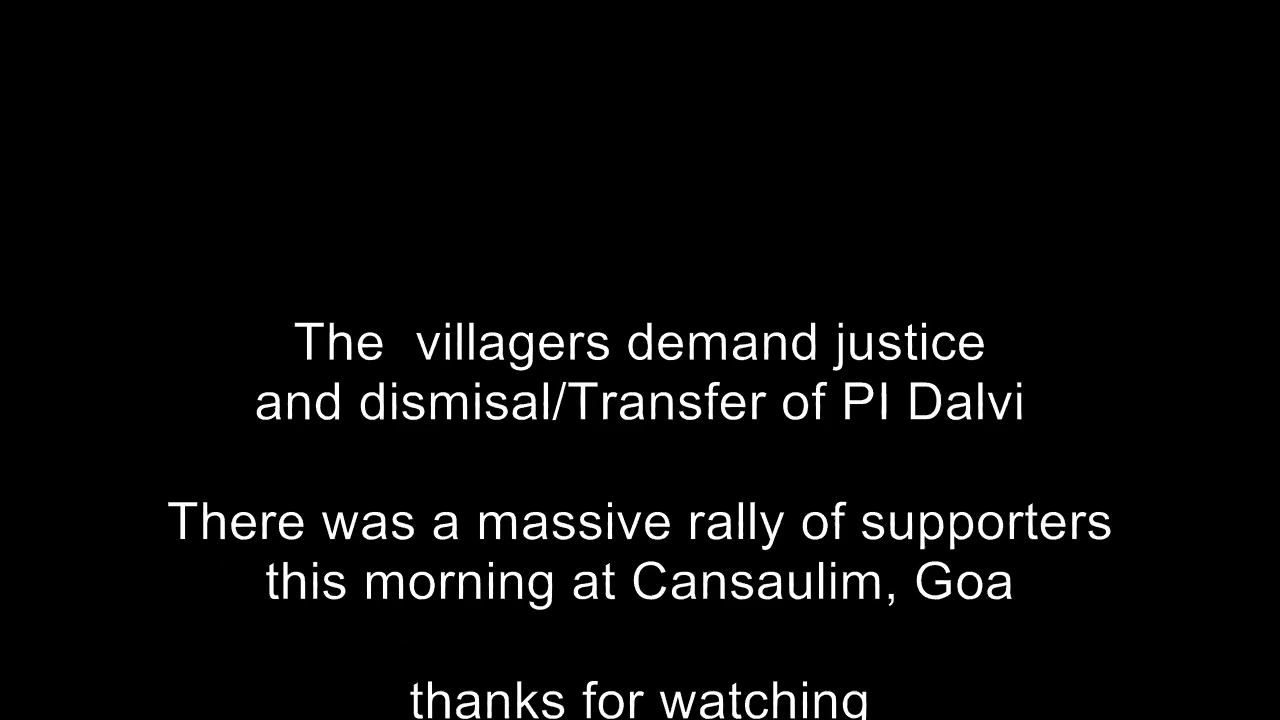 The  villagers demand justice
and dismisal/Transfer of PI Dalvi
There was a massive rally of supporters
this morning at Cansaulim, Goa
thanks for watching